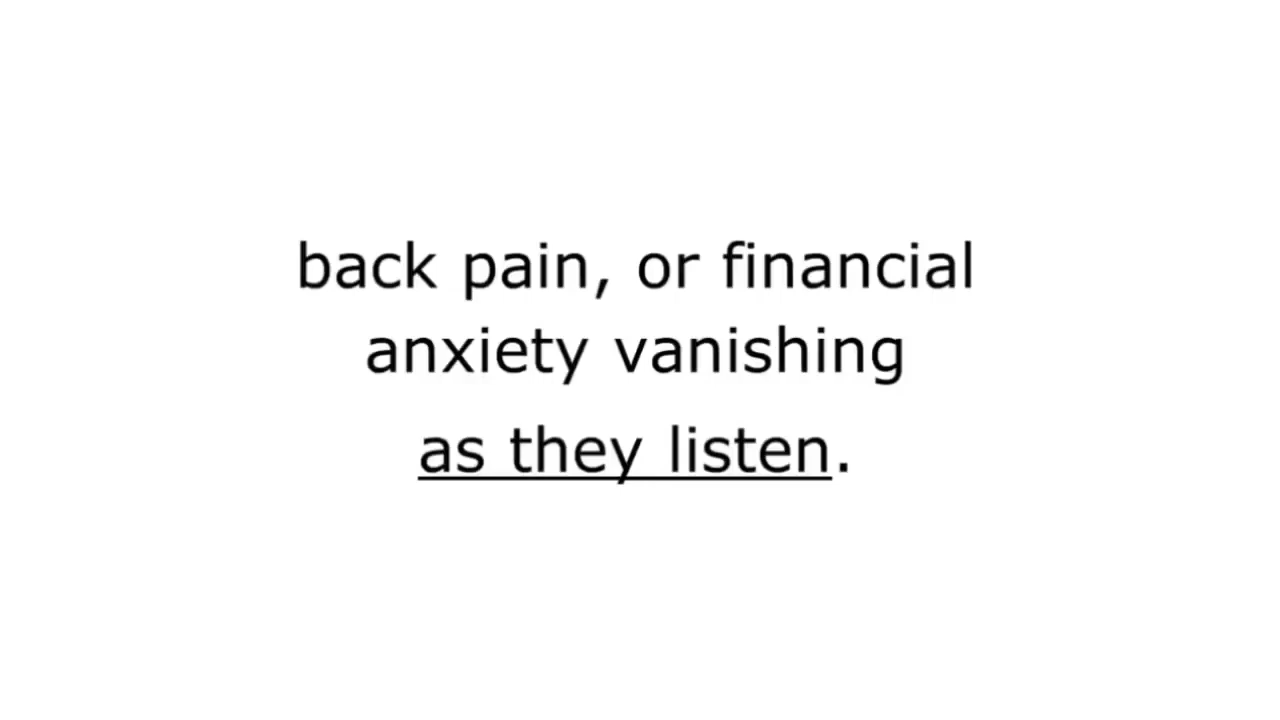 back pain, or financial
anxiety vanishing
as they listen.